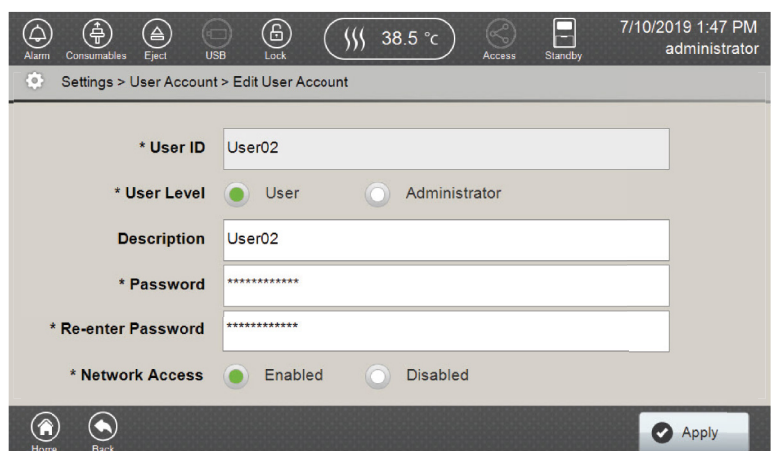 38.5 °C
7/10/2019 1:47 PM
administrator
Alarm Consumables Eject USB Lock Access Standby
Settings > User Account > Edit User Account
* User ID User02
* User Level User Administrator
Description User02
* Password ************
* Re-enter Password ************
* Network Access Enabled Disabled
Apply
Home Back